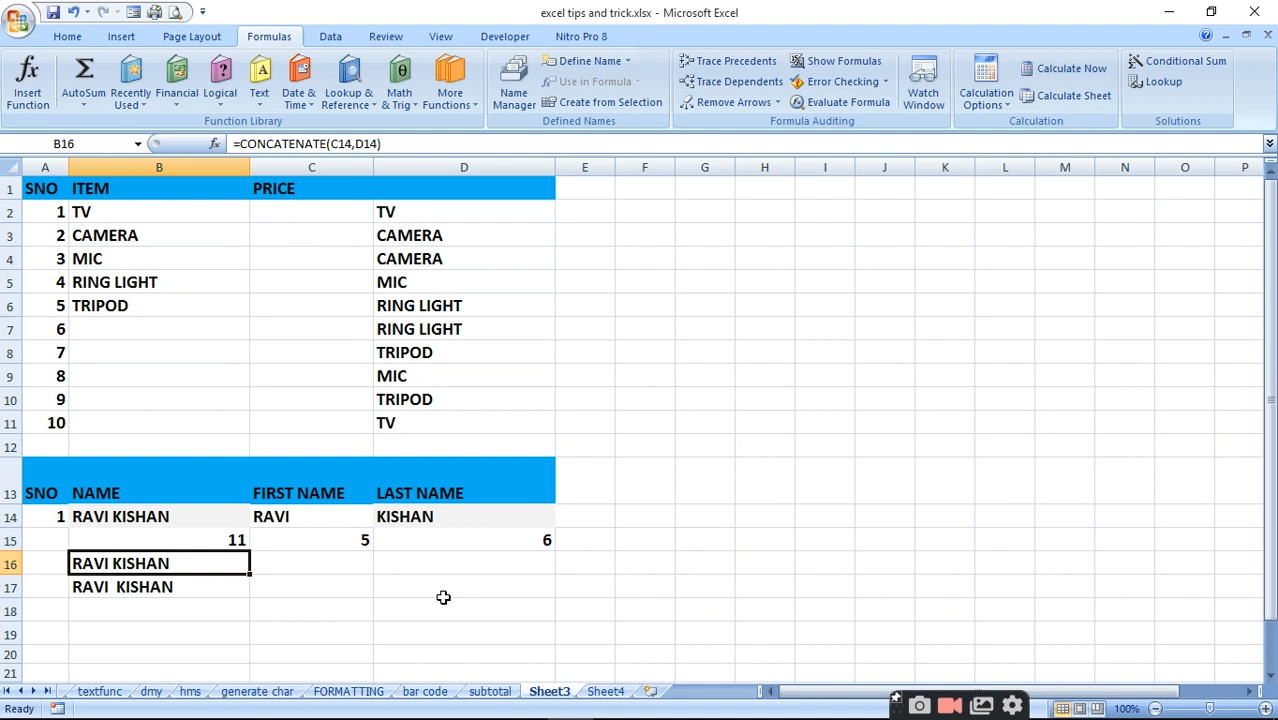 excel tips and trick.xlsx - Microsoft Excel
Home Insert Page Layout Formulas Data Review View Developer Nitro Pro 8
fx Insert Function
Σ AutoSum
Recently Used
Financial
Logical
Text
Date & Time
Lookup & Reference
Math & Trig
More Functions
Function Library
Name Manager
Define Name
Use in Formula
Create from Selection
Defined Names
Trace Precedents
Trace Dependents
Remove Arrows
Show Formulas
Error Checking
Evaluate Formula
Formula Auditing
Watch Window
Calculation Options
Calculate Now
Calculate Sheet
Calculation
Conditional Sum
Lookup
Solutions
B16 fx =CONCATENATE(C14,D14)
A B C D E F G H I J K L M N O P
1 SNO ITEM PRICE
2 1 TV TV
3 2 CAMERA CAMERA
4 3 MIC CAMERA
5 4 RING LIGHT MIC
6 5 TRIPOD RING LIGHT
7 6 RING LIGHT
8 7 TRIPOD
9 8 MIC
10 9 TRIPOD
11 10 TV
12
13 SNO NAME FIRST NAME LAST NAME
14 1 RAVI KISHAN RAVI KISHAN
15 11 5 6
16 RAVI KISHAN
17 RAVI  KISHAN
18
19
20
21
textfunc dmy hms generate char FORMATTING bar code subtotal Sheet3 Sheet4
Ready 100%